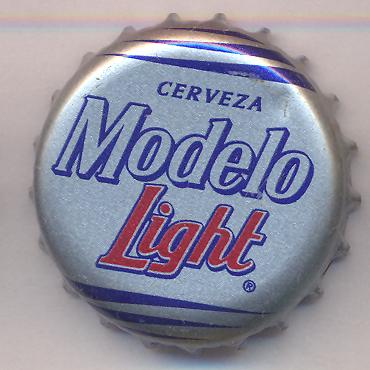 CERVEZA
Modelo
Light
®